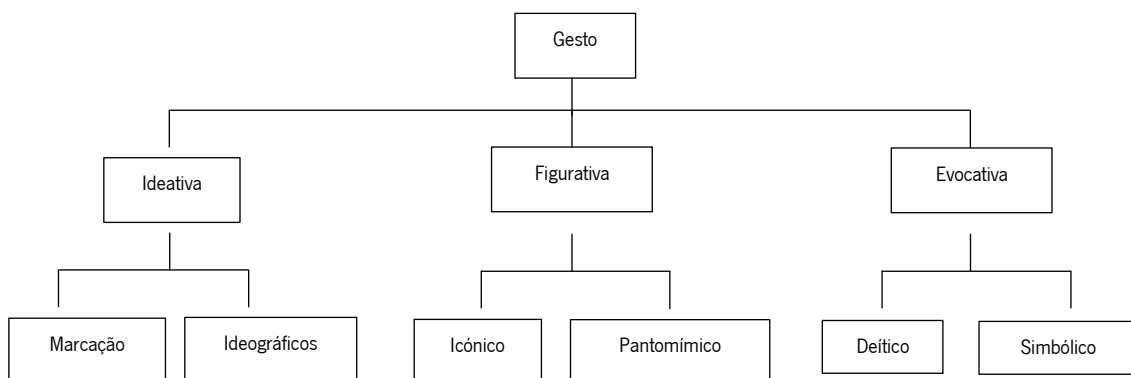 Gesto
Ideativa
Figurativa
Evocativa
Marcação
Ideográficos
Icónico
Pantomímico
Deítico
Simbólico